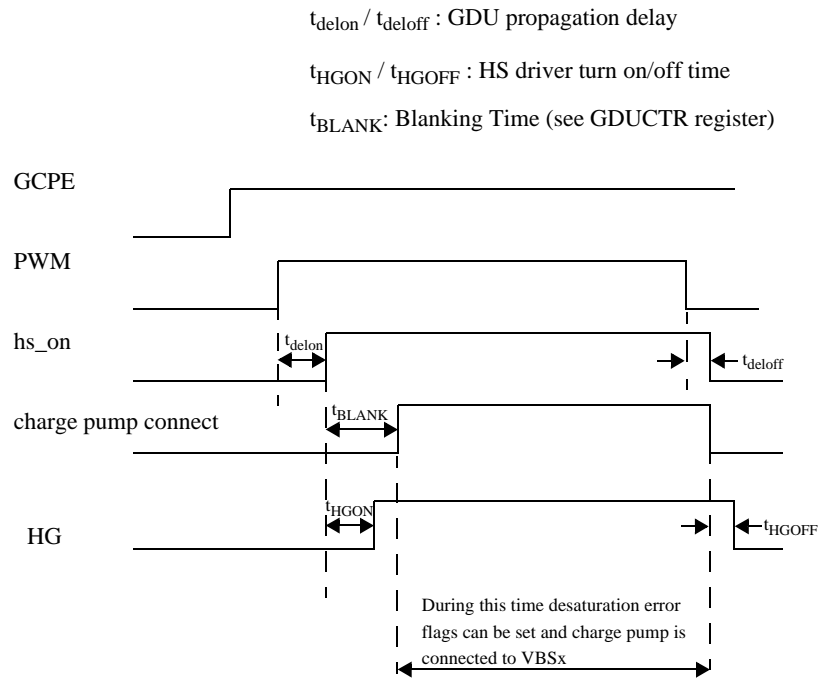 tdelon / tdeloff : GDU propagation delay
tHGON / tHGOFF : HS driver turn on/off time
tBLANK: Blanking Time (see GDUCTR register)
GCPE
PWM
hs_on
tdelon
tdeloff
charge pump connect
tBLANK
HG
tHGON
tHGOFF
During this time desaturation error
flags can be set and charge pump is
connected to VBSx